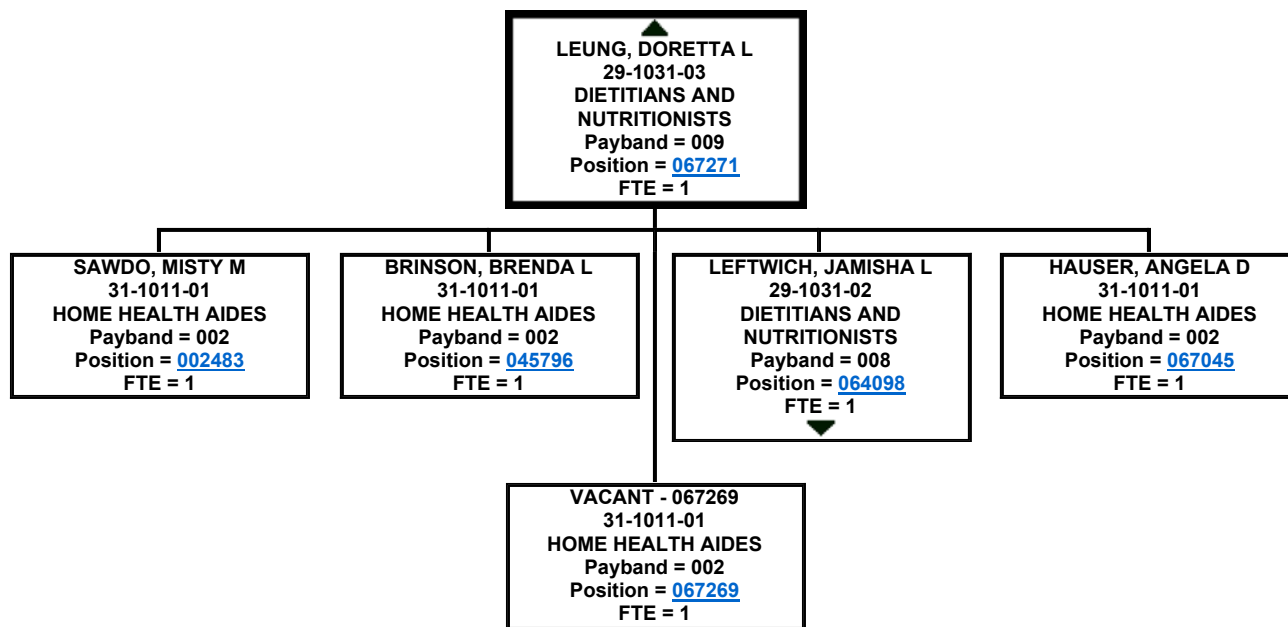 LEUNG, DORETTA L
29-1031-03
DIETITIANS AND
NUTRITIONISTS
Payband = 009
Position = 067271
FTE = 1
SAWDO, MISTY M
31-1011-01
HOME HEALTH AIDES
Payband = 002
Position = 002483
FTE = 1
BRINSON, BRENDA L
31-1011-01
HOME HEALTH AIDES
Payband = 002
Position = 045796
FTE = 1
LEFTWICH, JAMISHA L
29-1031-02
DIETITIANS AND
NUTRITIONISTS
Payband = 008
Position = 064098
FTE = 1
HAUSER, ANGELA D
31-1011-01
HOME HEALTH AIDES
Payband = 002
Position = 067045
FTE = 1
VACANT - 067269
31-1011-01
HOME HEALTH AIDES
Payband = 002
Position = 067269
FTE = 1